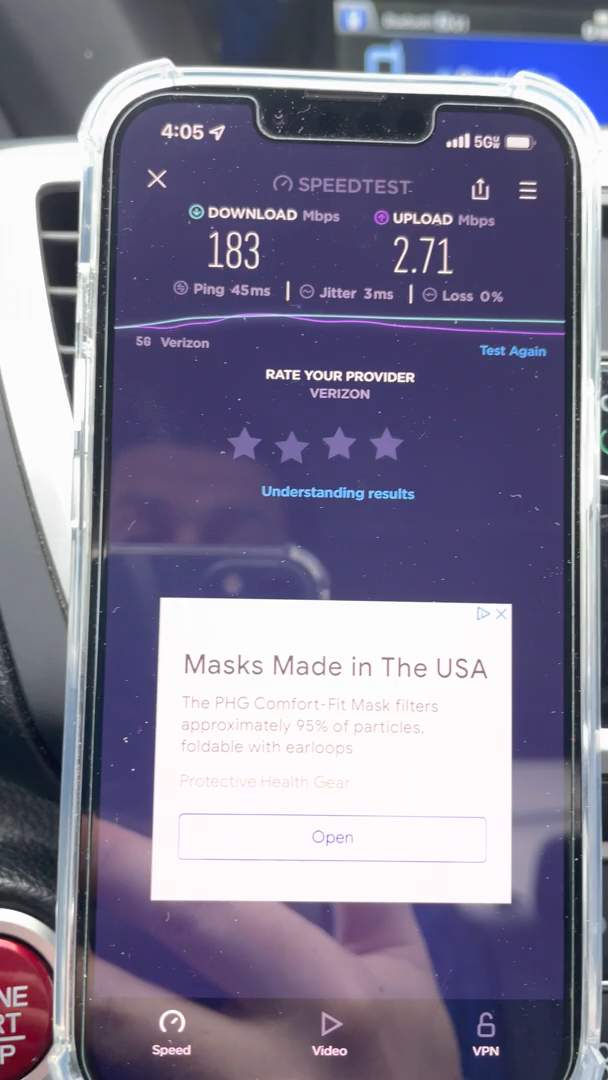 4:05 5G UW
SPEEDTEST
DOWNLOAD Mbps UPLOAD Mbps
183 2.71
Ping 45ms | Jitter 3ms | Loss 0%
5G Verizon
Test Again
RATE YOUR PROVIDER
VERIZON
Understanding results
Masks Made in The USA
The PHG Comfort-Fit Mask filters
approximately 95% of particles,
foldable with earloops
Protective Health Gear
Open
Speed Video VPN